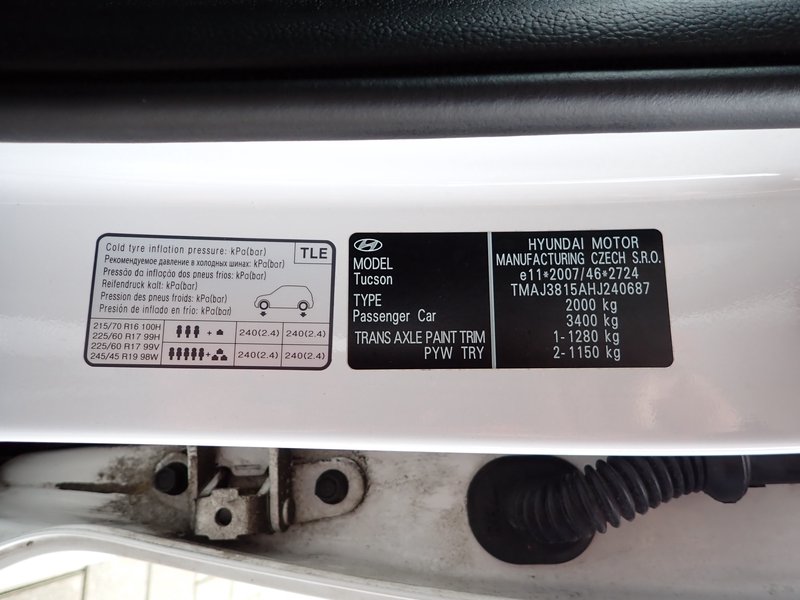 Cold tyre inflation pressure: kPa(bar)
TLE
Рекомендуемое давление в холодных шинах: kPa(bar)
Pressão da inflação dos pneus frios: kPa(bar)
Reifendruck kalt: kPa(bar)
Pression des pneus froids: kPa(bar)
Presión de inflado en frio: kPa(bar)
215/70 R16 100H
225/60 R17 99H
225/60 R17 99V
245/45 R19 98W
+ 240(2.4) 240(2.4)
+ 240(2.4) 240(2.4)
MODEL
Tucson
TYPE
Passenger Car
TRANS AXLE PAINT TRIM
PYW TRY
HYUNDAI MOTOR
MANUFACTURING CZECH S.R.O.
e11*2007/46*2724
TMAJ3815AHJ240687
2000 kg
3400 kg
1-1280 kg
2-1150 kg